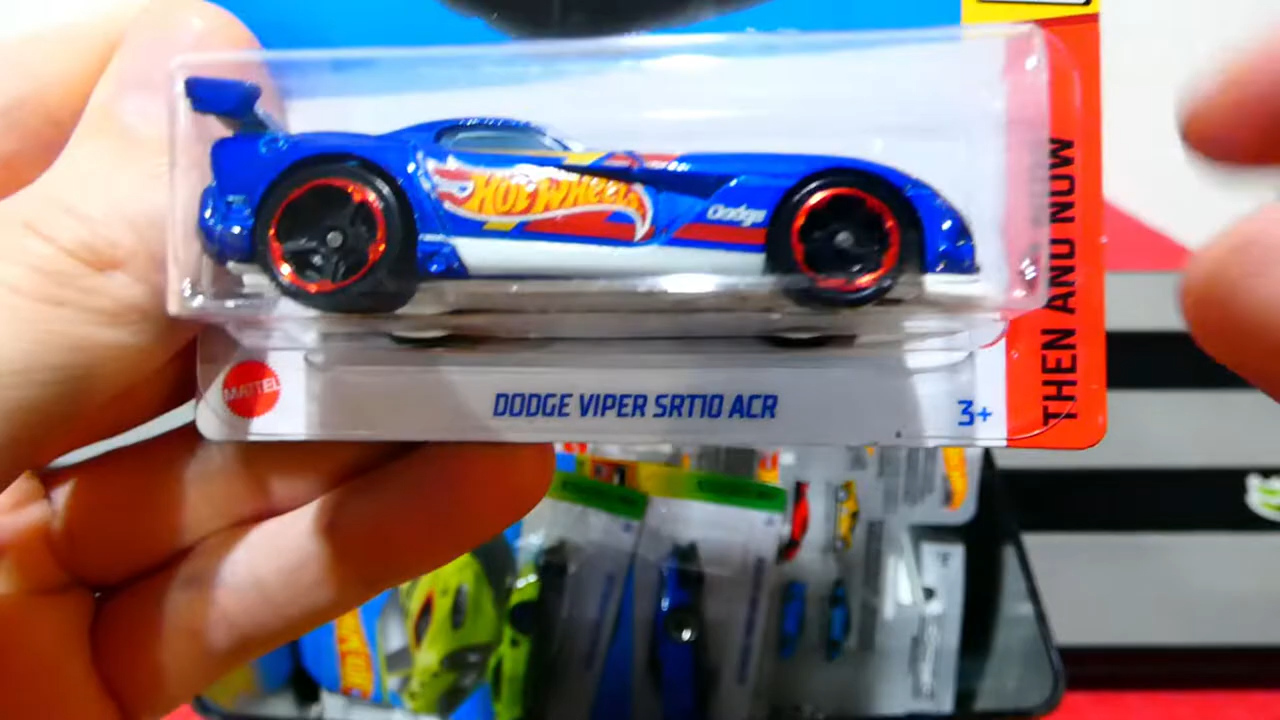 HOT WHEELS
Dodge
MATTEL
DODGE VIPER SRT10 ACR
3+
THEN AND NOW